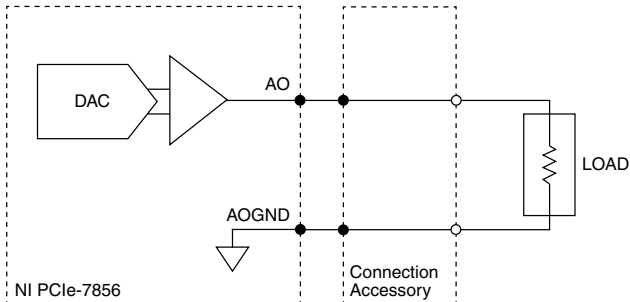 DAC
AO
AOGND
LOAD
NI PCIe-7856
Connection
Accessory